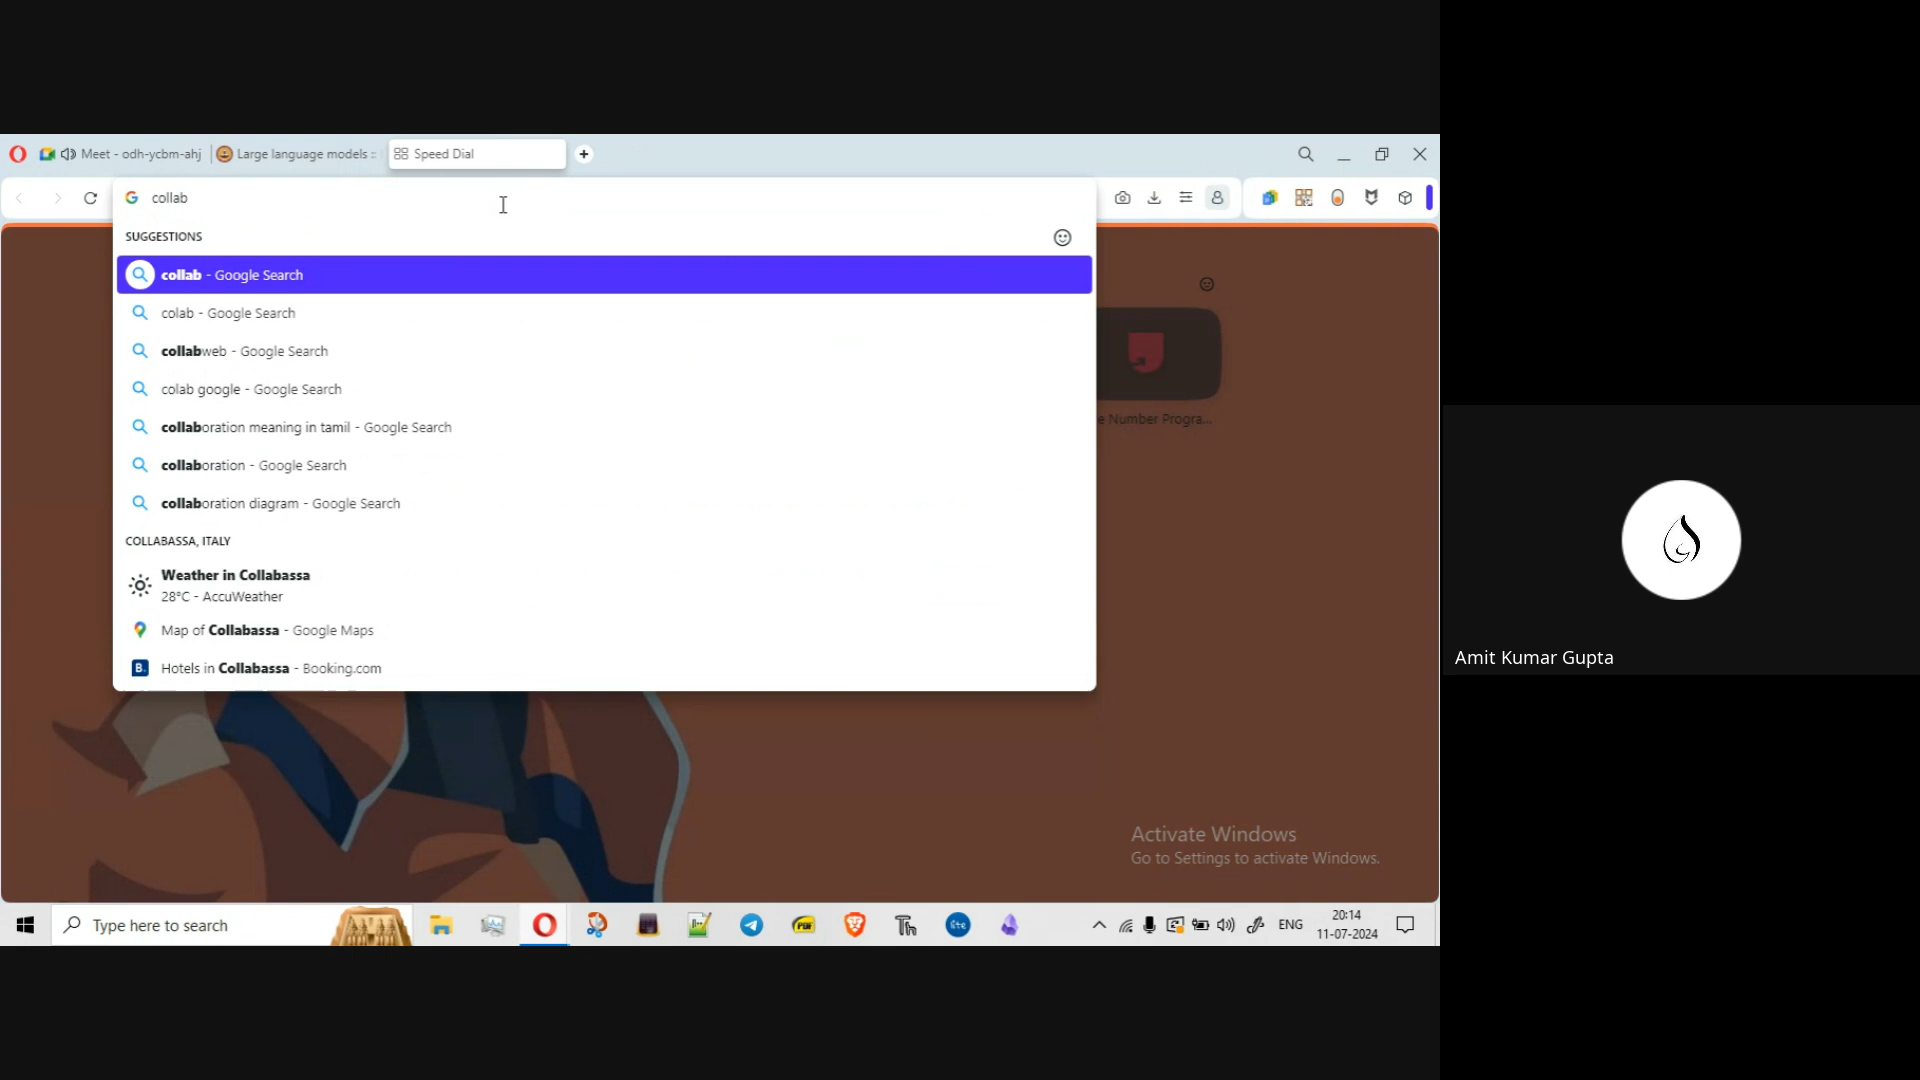 Meet - odh-ycbm-ahj
Large language models ::
Speed Dial
collab
SUGGESTIONS
collab - Google Search
colab - Google Search
collabweb - Google Search
colab google - Google Search
collaboration meaning in tamil - Google Search
collaboration - Google Search
collaboration diagram - Google Search
COLLABASSA, ITALY
Weather in Collabassa
28°C - AccuWeather
Map of Collabassa - Google Maps
B. Hotels in Collabassa - Booking.com
e Number Progra...
Activate Windows
Go to Settings to activate Windows.
Type here to search
PDF
Th
lite
ENG
20:14
11-07-2024
Amit Kumar Gupta